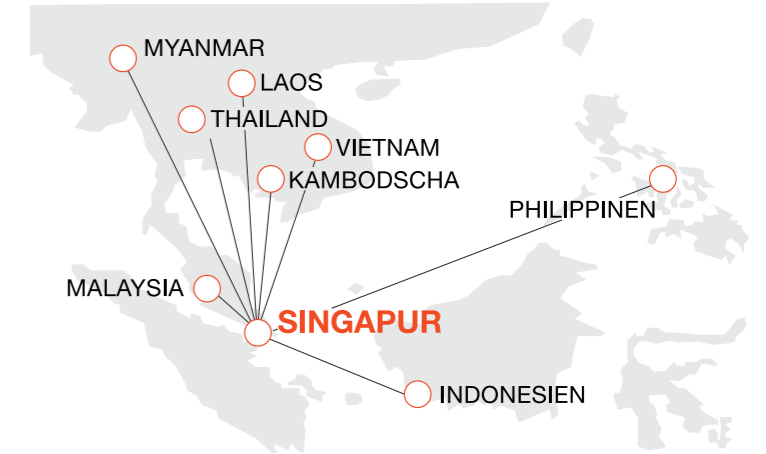 MYANMAR
LAOS
THAILAND
VIETNAM
KAMBODSCHA
PHILIPPINEN
MALAYSIA
SINGAPUR
INDONESIEN